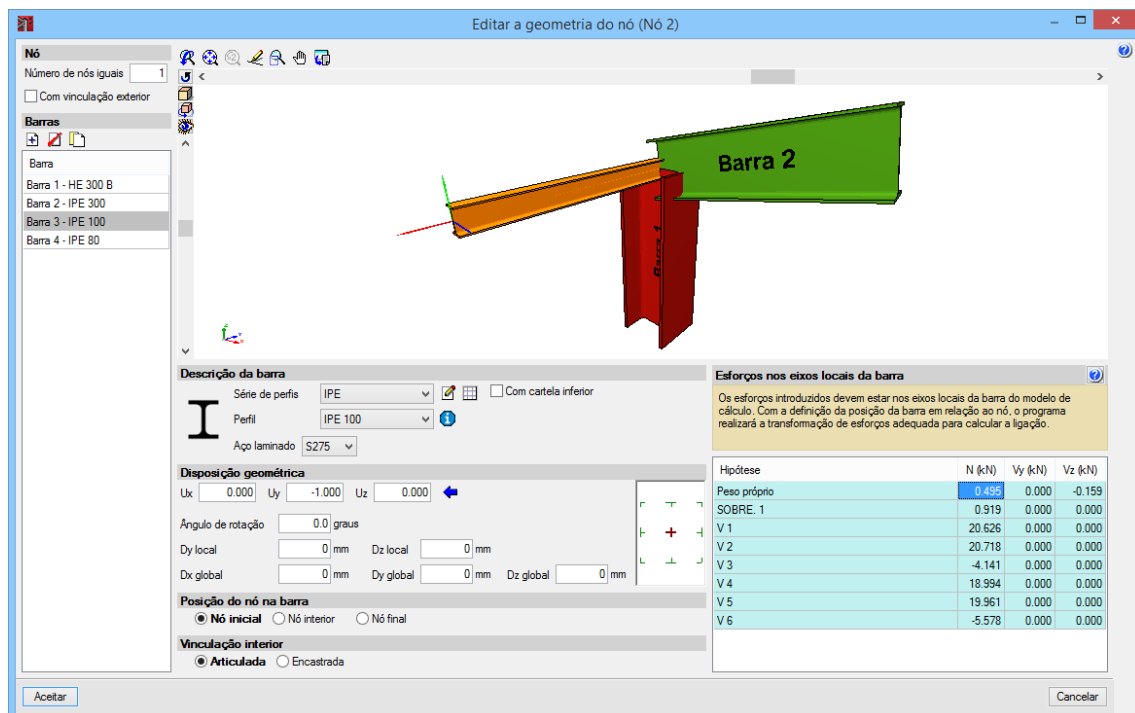 Editar a geometria do nó (Nó 2)
Nó
Número de nós iguais 1
Com vinculação exterior
Barras
Barra
Barra 1 - HE 300 B
Barra 2 - IPE 300
Barra 3 - IPE 100
Barra 4 - IPE 80
Barra 2
Barra 1
Descrição da barra
Série de perfis IPE Com cartela inferior
Perfil IPE 100
Aço laminado S275
Disposição geométrica
Ux 0.000 Uy -1.000 Uz 0.000
Ângulo de rotação 0.0 graus
Dy local 0 mm Dz local 0 mm
Dx global 0 mm Dy global 0 mm Dz global 0 mm
Posição do nó na barra
Nó inicial Nó interior Nó final
Vinculação interior
Articulada Encastrada
Esforços nos eixos locais da barra
Os esforços introduzidos devem estar nos eixos locais da barra do modelo de
cálculo. Com a definição da posição da barra em relação ao nó, o programa
realizará a transformação de esforços adequada para calcular a ligação.
Hipótese N (kN) Vy (kN) Vz (kN)
Peso próprio 0.495 0.000 -0.159
SOBRE. 1 0.919 0.000 0.000
V 1 20.626 0.000 0.000
V 2 20.718 0.000 0.000
V 3 -4.141 0.000 0.000
V 4 18.994 0.000 0.000
V 5 19.961 0.000 0.000
V 6 -5.578 0.000 0.000
Aceitar
Cancelar